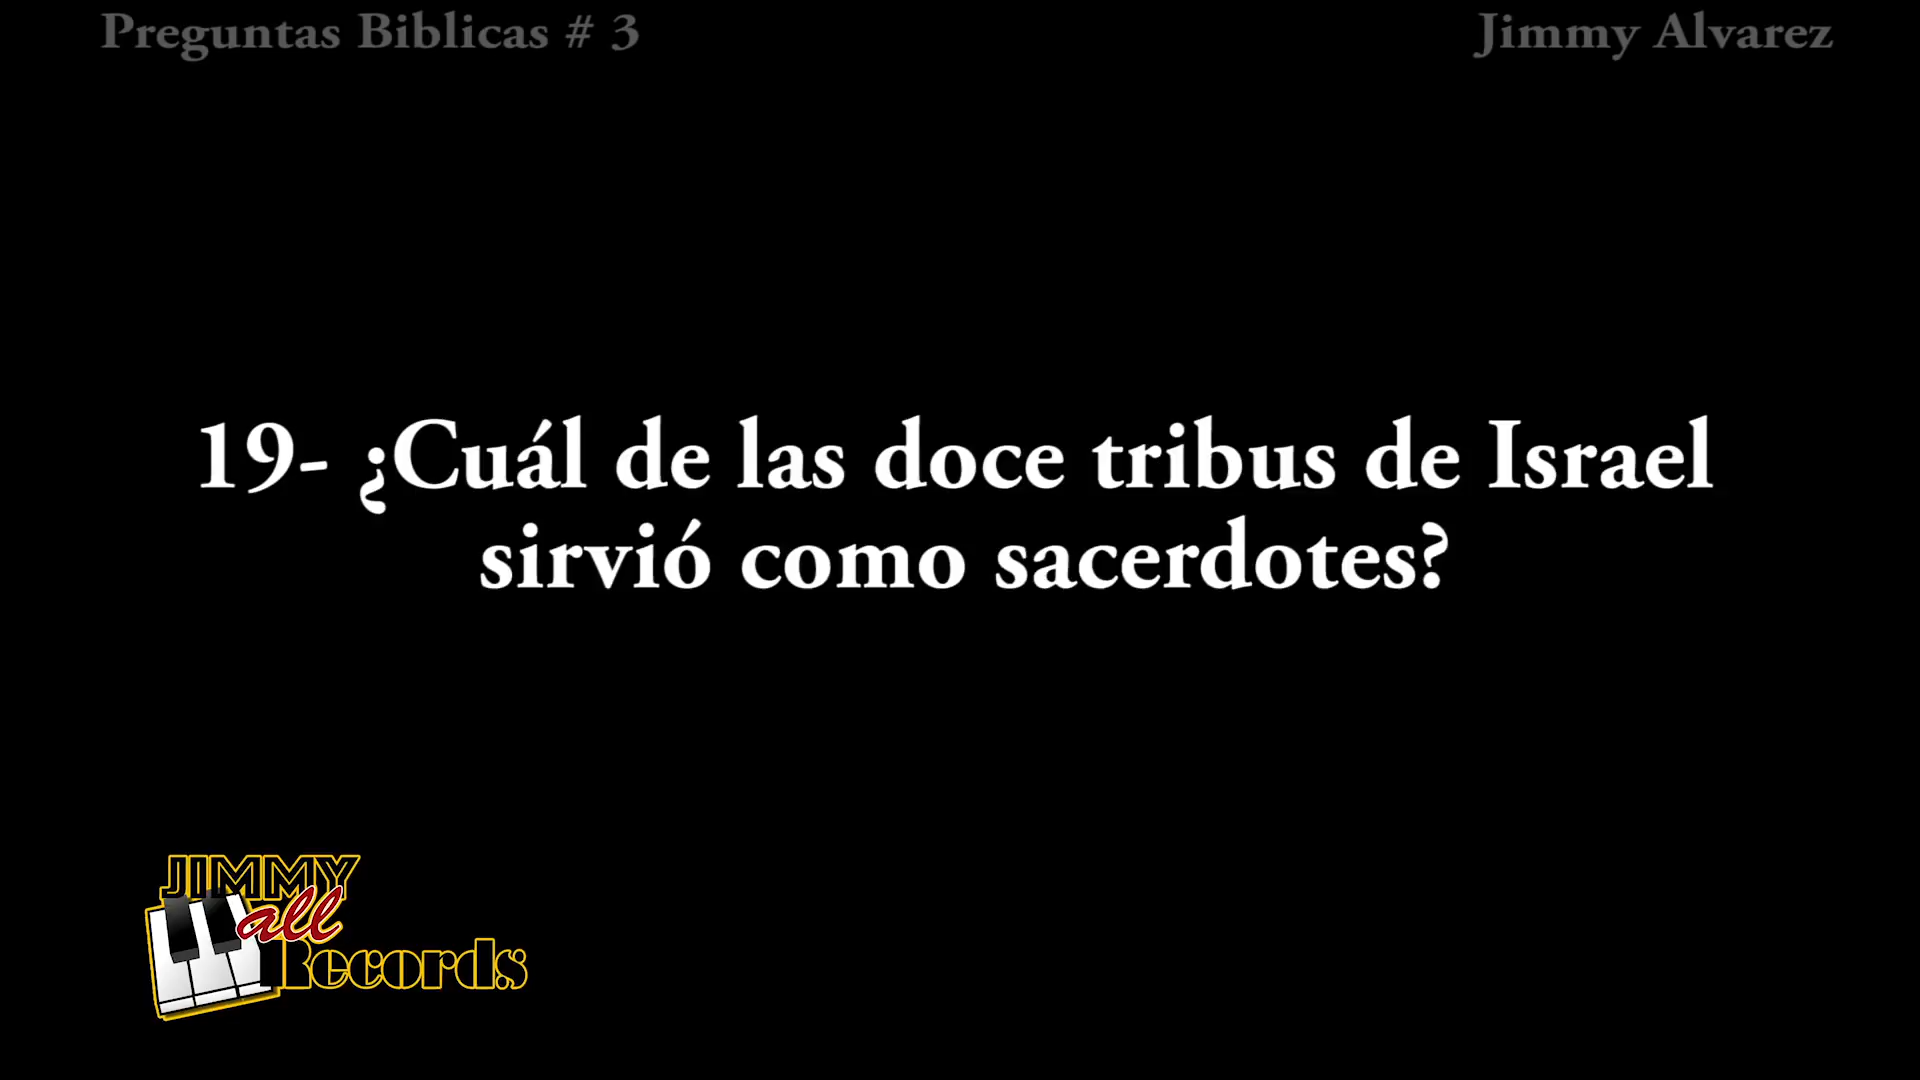 Preguntas Biblicas # 3
Jimmy Alvarez
19- ¿Cuál de las doce tribus de Israel
sirvió como sacerdotes?
JIMMY
all
Records